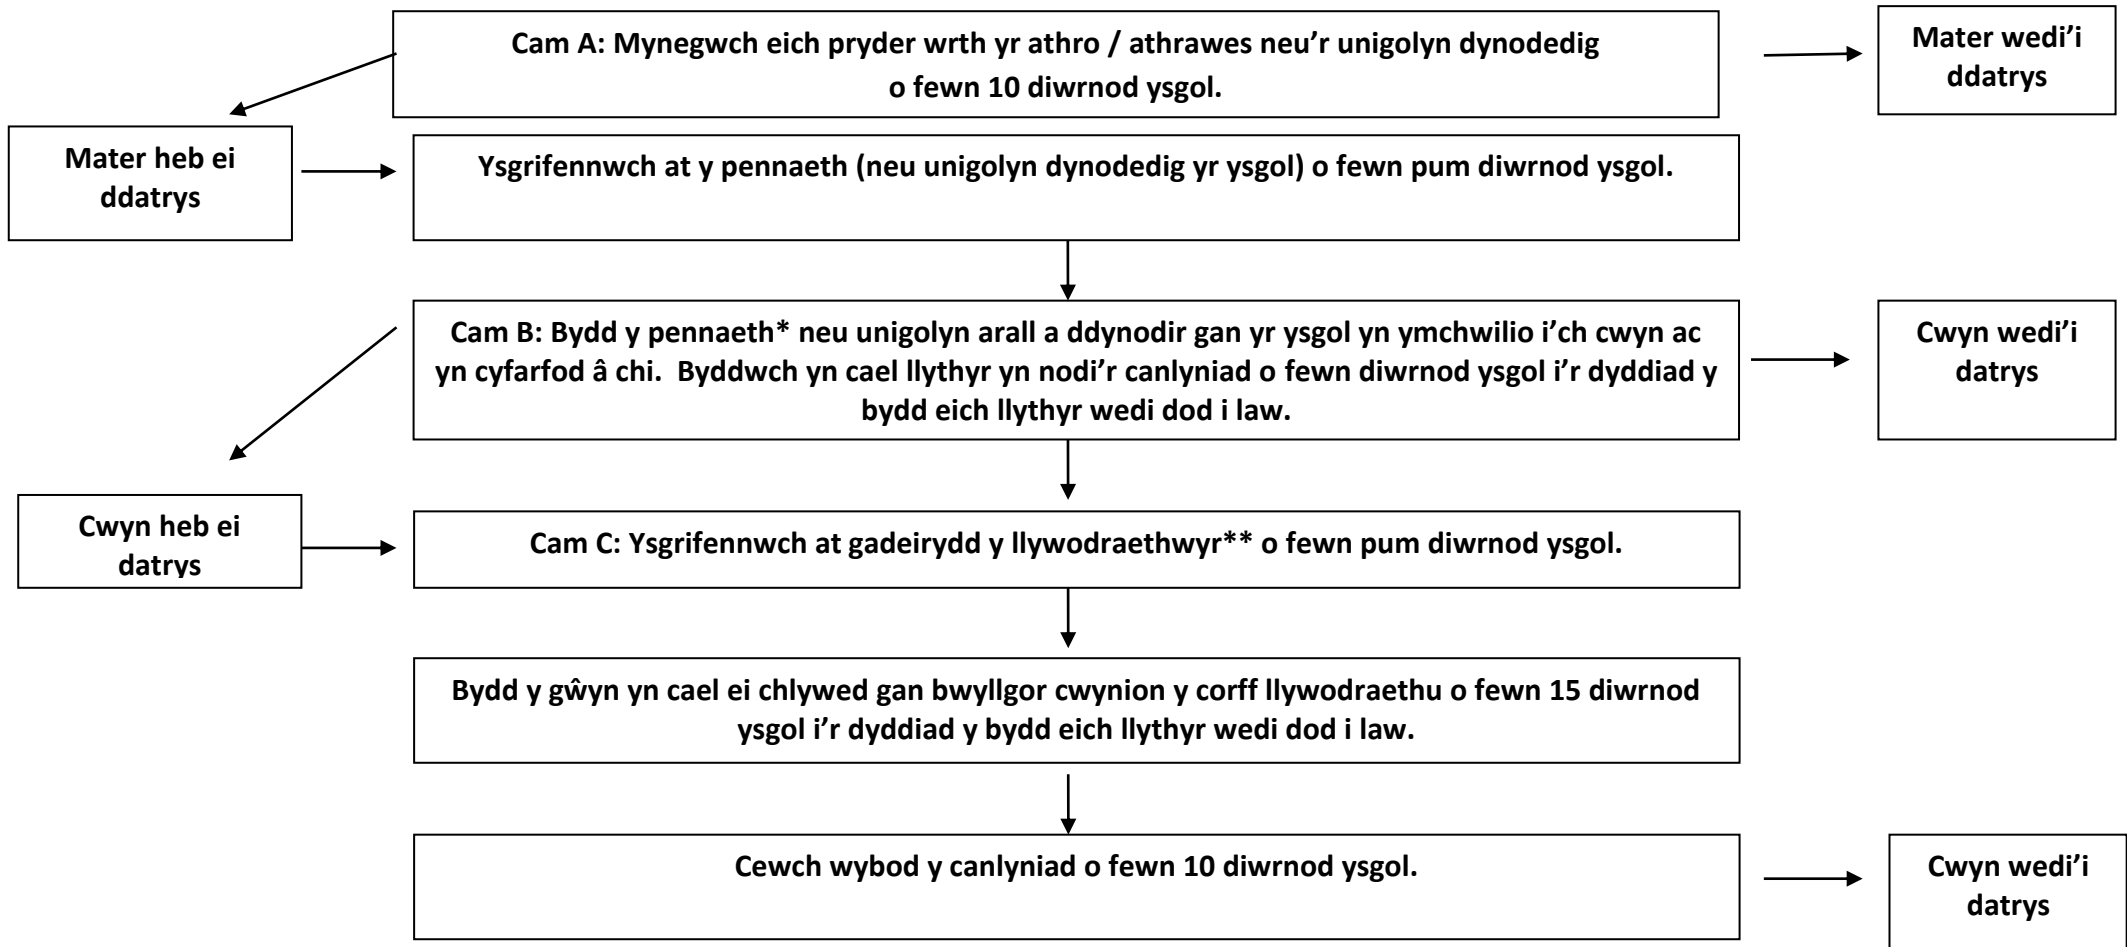 Cam A: Mynegwch eich pryder wrth yr athro / athrawes neu’r unigolyn dynodedig
o fewn 10 diwrnod ysgol.
Mater wedi’i
ddatrys
Mater heb ei
ddatrys
Ysgrifennwch at y pennaeth (neu unigolyn dynodedig yr ysgol) o fewn pum diwrnod ysgol.
Cam B: Bydd y pennaeth* neu unigolyn arall a ddynodir gan yr ysgol yn ymchwilio i’ch cwyn ac
yn cyfarfod â chi.  Byddwch yn cael llythyr yn nodi’r canlyniad o fewn diwrnod ysgol i’r dyddiad y
bydd eich llythyr wedi dod i law.
Cwyn wedi’i
datrys
Cwyn heb ei
datrys
Cam C: Ysgrifennwch at gadeirydd y llywodraethwyr** o fewn pum diwrnod ysgol.
Bydd y gŵyn yn cael ei chlywed gan bwyllgor cwynion y corff llywodraethu o fewn 15 diwrnod
ysgol i’r dyddiad y bydd eich llythyr wedi dod i law.
Cewch wybod y canlyniad o fewn 10 diwrnod ysgol.
Cwyn wedi’i
datrys